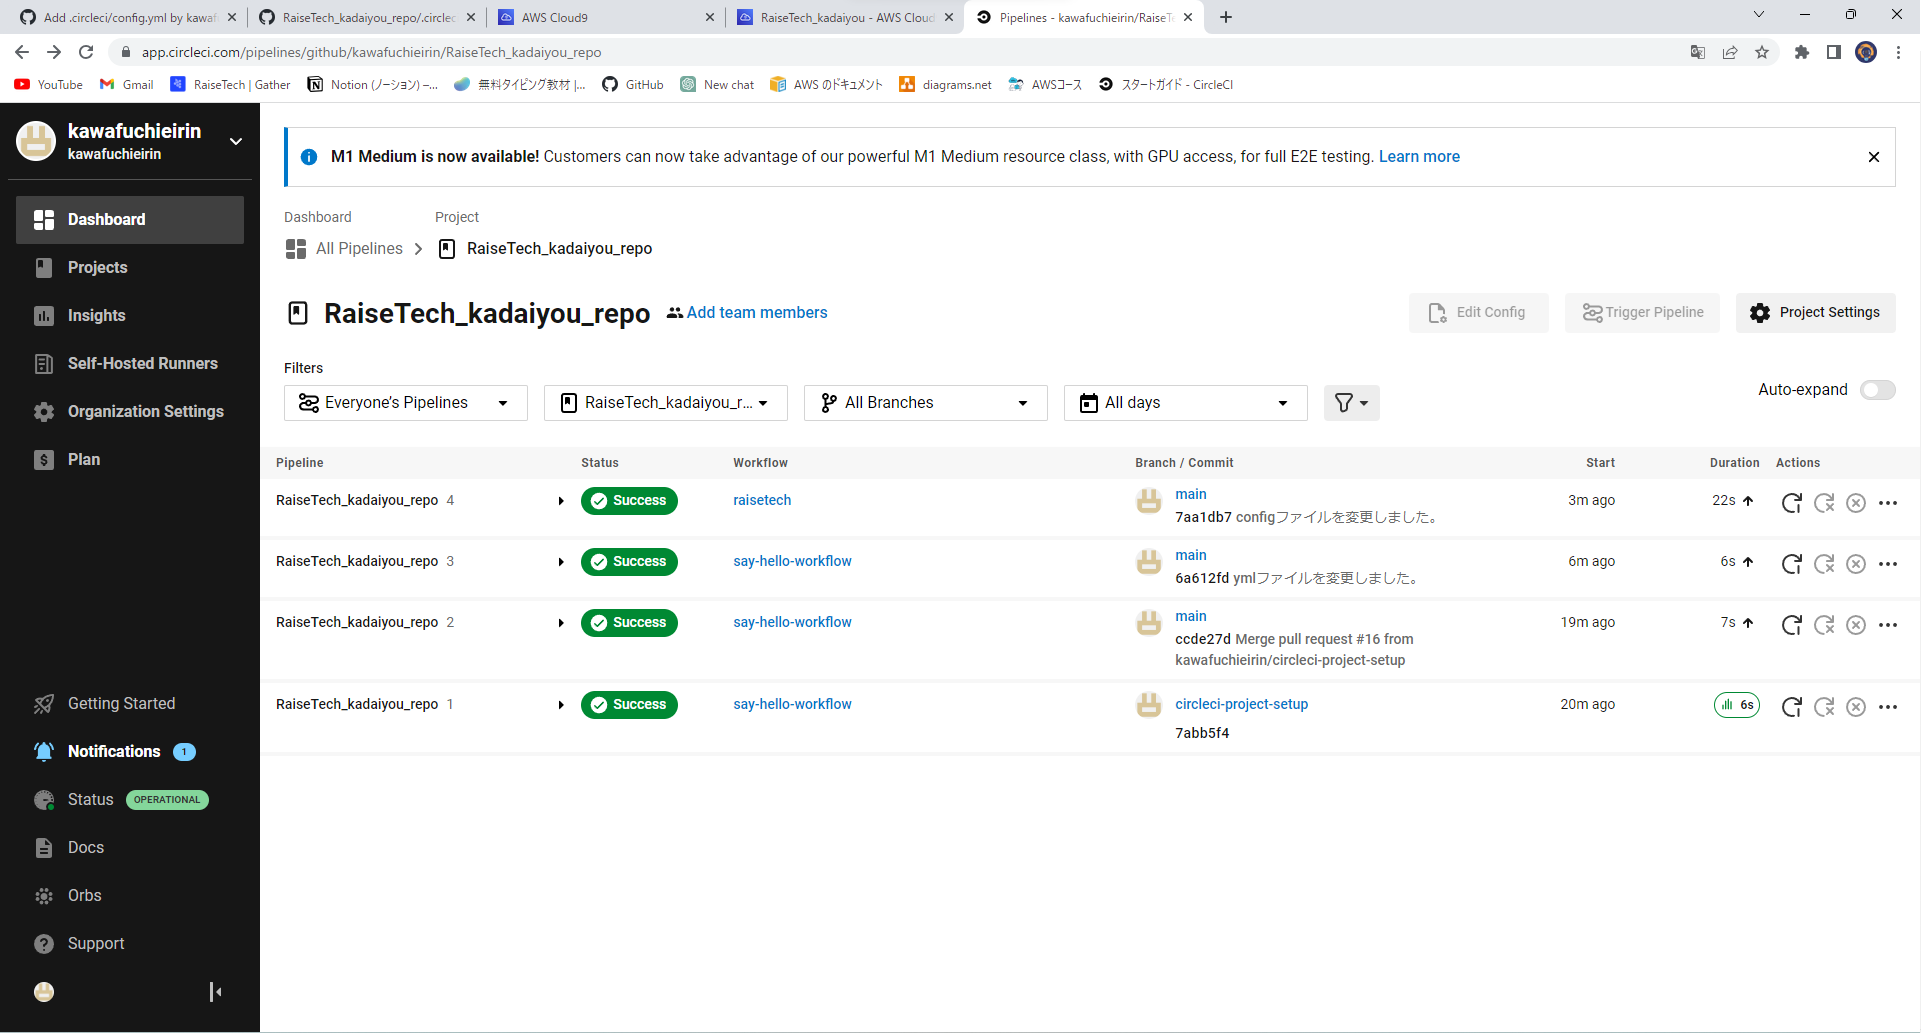 Add .circleci/config.yml by kawaf
RaiseTech_kadaiyou_repo/.circlec
AWS Cloud9
RaiseTech_kadaiyou - AWS Cloud
Pipelines - kawafuchieirin/RaiseTe
app.circleci.com/pipelines/github/kawafuchieirin/RaiseTech_kadaiyou_repo
YouTube
Gmail
RaiseTech | Gather
Notion (ノーション) –...
無料タイピング教材 |...
GitHub
New chat
AWS のドキュメント
diagrams.net
AWSコース
スタートガイド - CircleCI
kawafuchieirin
kawafuchieirin
Dashboard
Projects
Insights
Self-Hosted Runners
Organization Settings
Plan
Getting Started
Notifications 1
Status OPERATIONAL
Docs
Orbs
Support
M1 Medium is now available! Customers can now take advantage of our powerful M1 Medium resource class, with GPU access, for full E2E testing. Learn more
Dashboard Project
All Pipelines RaiseTech_kadaiyou_repo
RaiseTech_kadaiyou_repo Add team members
Edit Config
Trigger Pipeline
Project Settings
Filters
Everyone’s Pipelines
RaiseTech_kadaiyou_r...
All Branches
All days
Auto-expand
Pipeline Status Workflow Branch / Commit Start Duration Actions
RaiseTech_kadaiyou_repo 4 Success raisetech main 3m ago 22s
7aa1db7 configファイルを変更しました。
RaiseTech_kadaiyou_repo 3 Success say-hello-workflow main 6m ago 6s
6a612fd ymlファイルを変更しました。
RaiseTech_kadaiyou_repo 2 Success say-hello-workflow main 19m ago 7s
ccde27d Merge pull request #16 from
kawafuchieirin/circleci-project-setup
RaiseTech_kadaiyou_repo 1 Success say-hello-workflow circleci-project-setup 20m ago 6s
7abb5f4